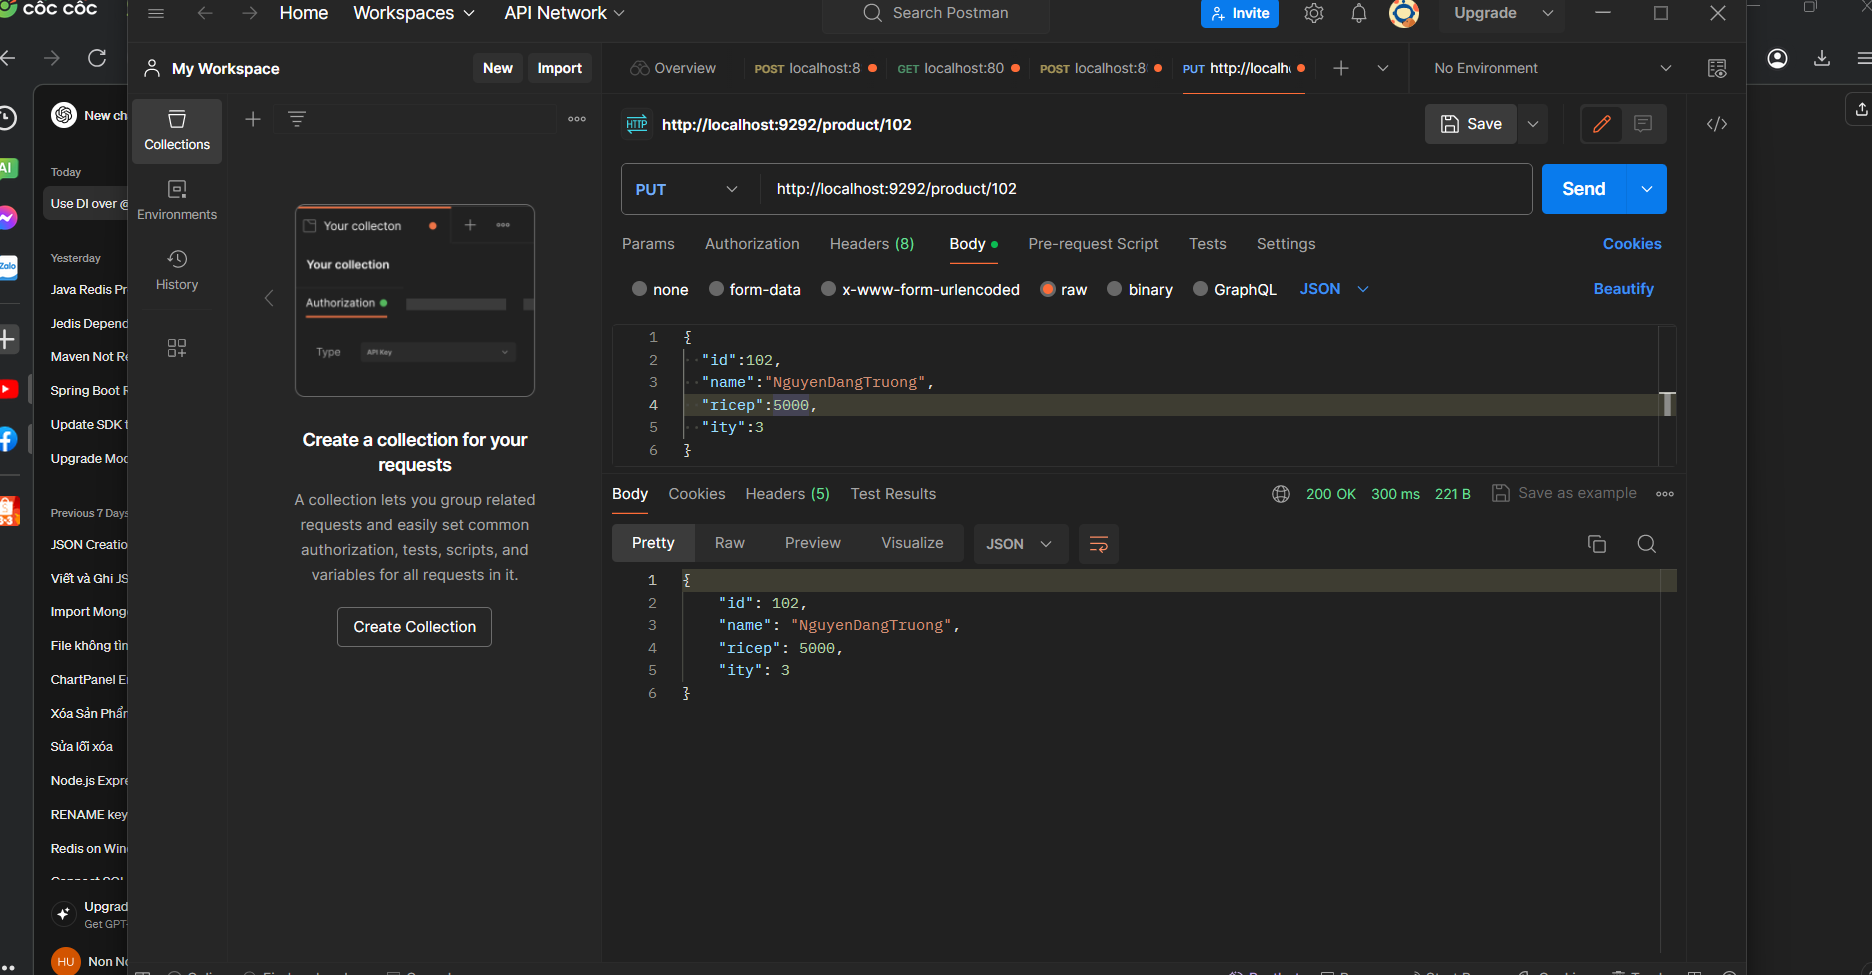 cốc cốc
Home
Workspaces
API Network
Search Postman
Invite
Upgrade
My Workspace
New
Import
Overview
POST localhost:8
GET localhost:80
POST localhost:8
PUT http://localh
No Environment
New ch
Today
Use DI over @
Yesterday
Java Redis Pr
Jedis Depend
Maven Not Re
Spring Boot R
Update SDK t
Upgrade Mod
Previous 7 Days
JSON Creatio
Viết và Ghi JS
Import Mong
File không tìn
ChartPanel Er
Xóa Sản Phẩn
Sửa lỗi xóa
Node.js Expre
RENAME key
Redis on Win
Upgrad
Get GPT-
HU
Non No
AI
Zalo
Collections
Environments
History
Your collecton
Your collection
Authorization
Type
API Key
Create a collection for your
requests
A collection lets you group related
requests and easily set common
authorization, tests, scripts, and
variables for all requests in it.
Create Collection
HTTP
http://localhost:9292/product/102
Save
PUT
http://localhost:9292/product/102
Send
Params
Authorization
Headers (8)
Body
Pre-request Script
Tests
Settings
Cookies
none
form-data
x-www-form-urlencoded
raw
binary
GraphQL
JSON
Beautify
1 {
2 "id":102,
3 "name":"NguyenDangTruong",
4 "ricep":5000,
5 "ity":3
6 }
Body
Cookies
Headers (5)
Test Results
200 OK
300 ms
221 B
Save as example
Pretty
Raw
Preview
Visualize
JSON
1 {
2 "id": 102,
3 "name": "NguyenDangTruong",
4 "ricep": 5000,
5 "ity": 3
6 }